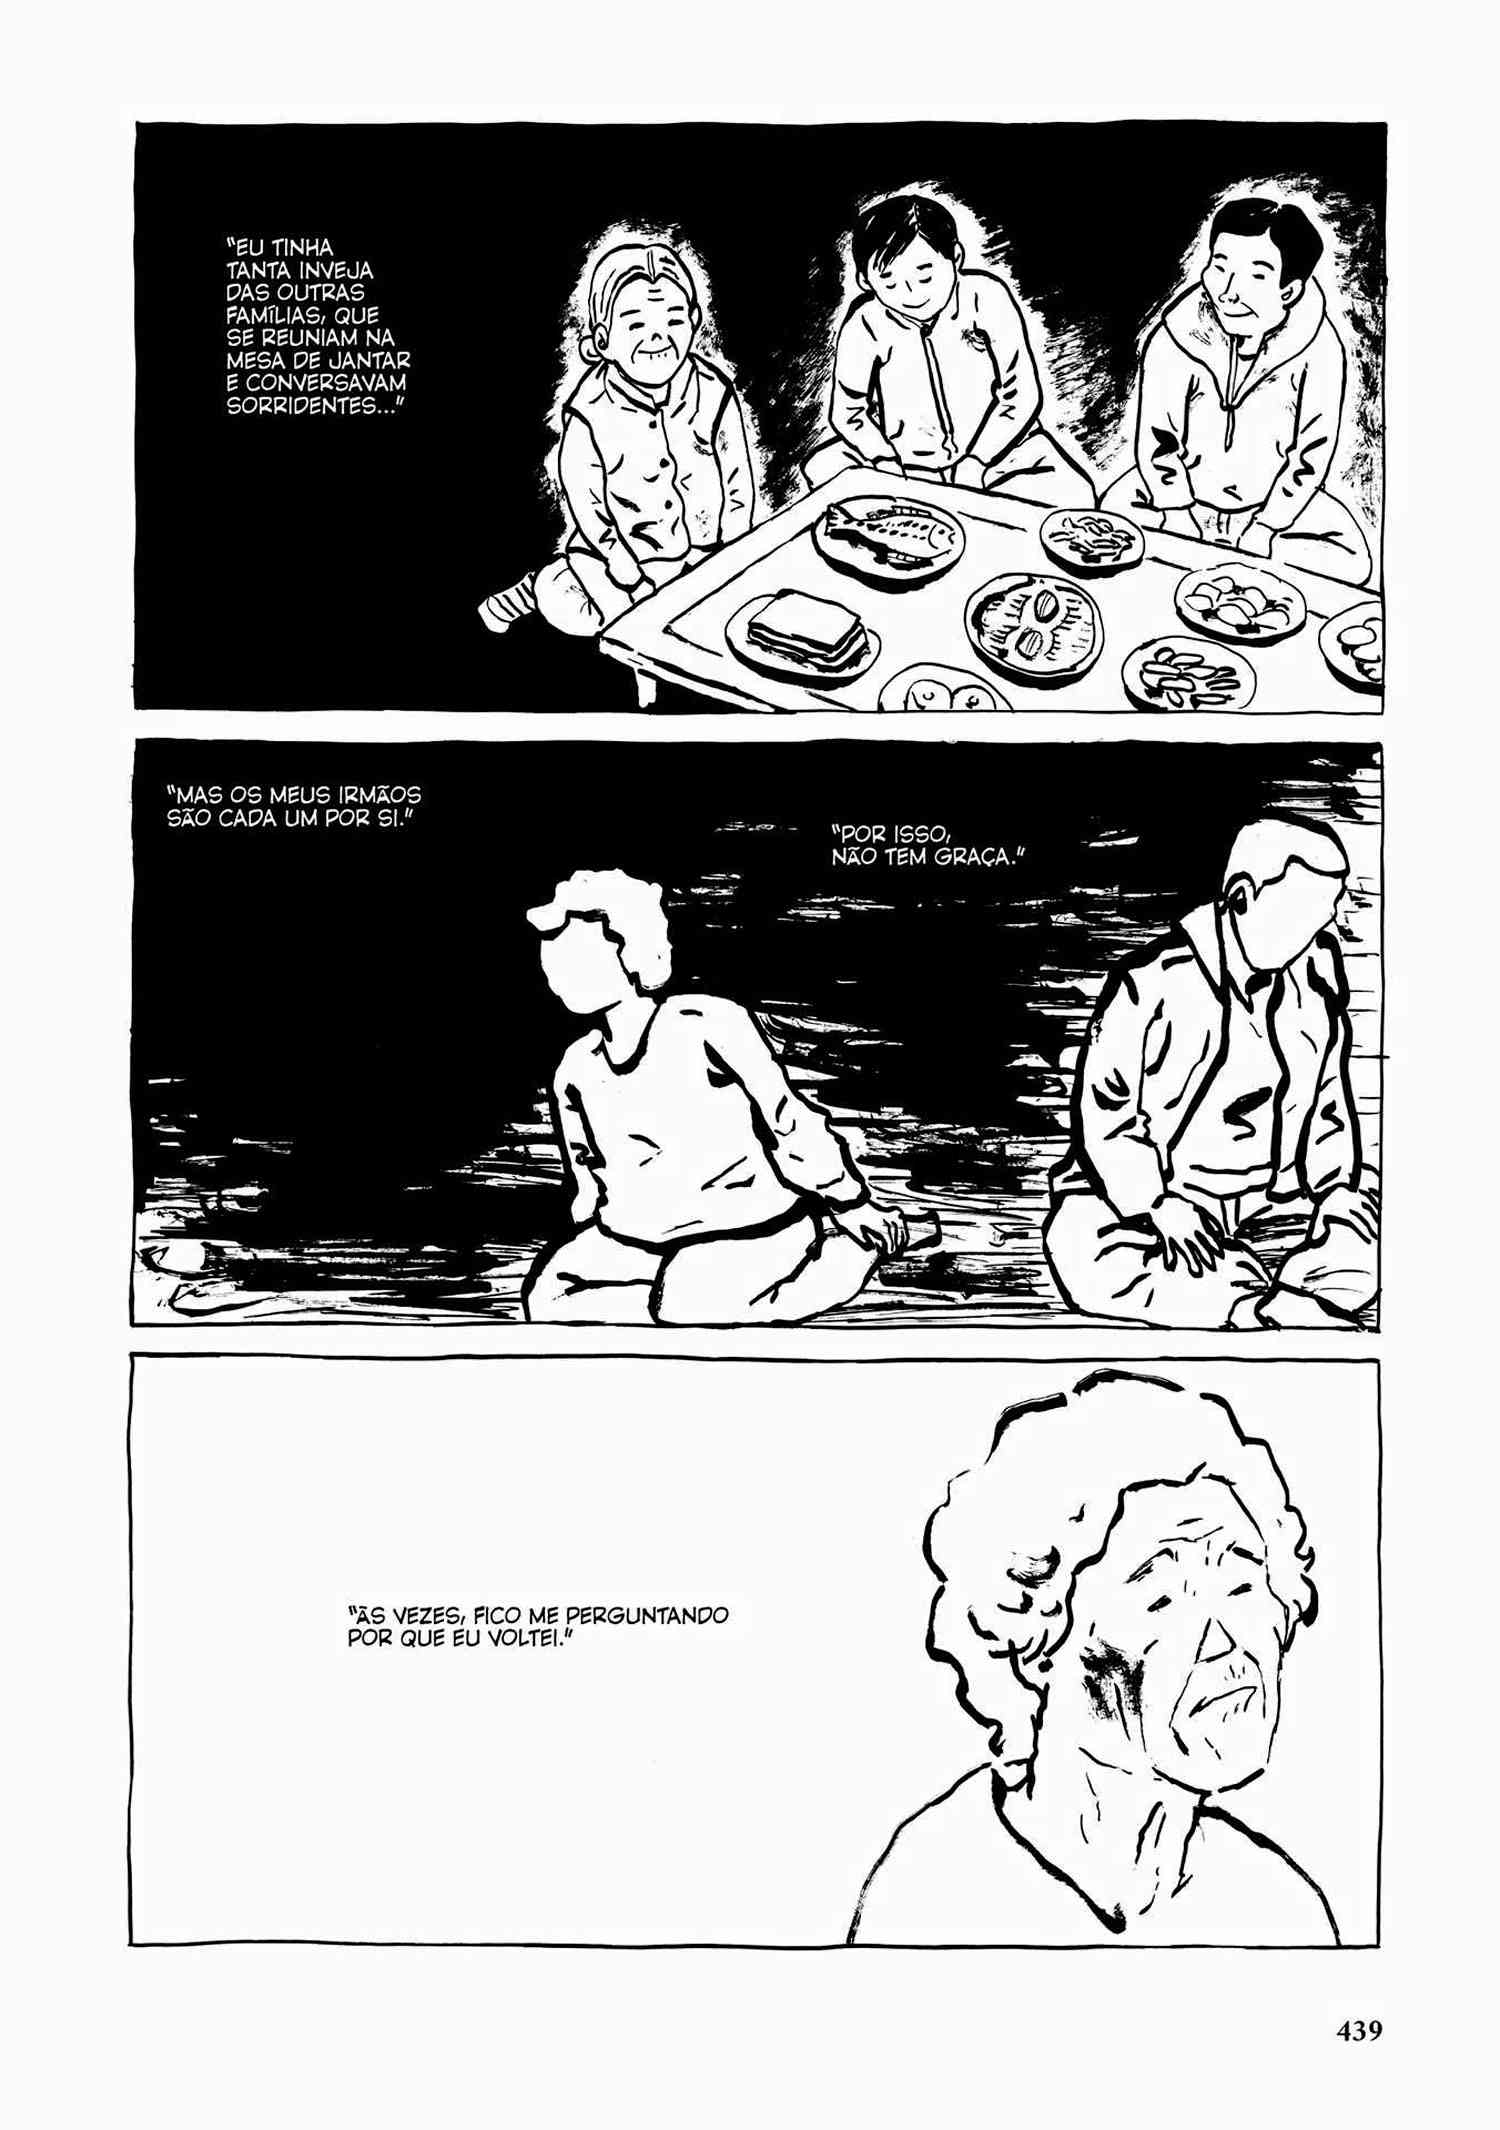 "EU TINHA
TANTA INVEJA
DAS OUTRAS
FAMÍLIAS, QUE
SE REUNIAM NA
MESA DE JANTAR
E CONVERSAVAM
SORRIDENTES..."
"MAS OS MEUS IRMÃOS
SÃO CADA UM POR SI."
"POR ISSO,
NÃO TEM GRAÇA."
"ÀS VEZES, FICO ME PERGUNTANDO
POR QUE EU VOLTEI."
439